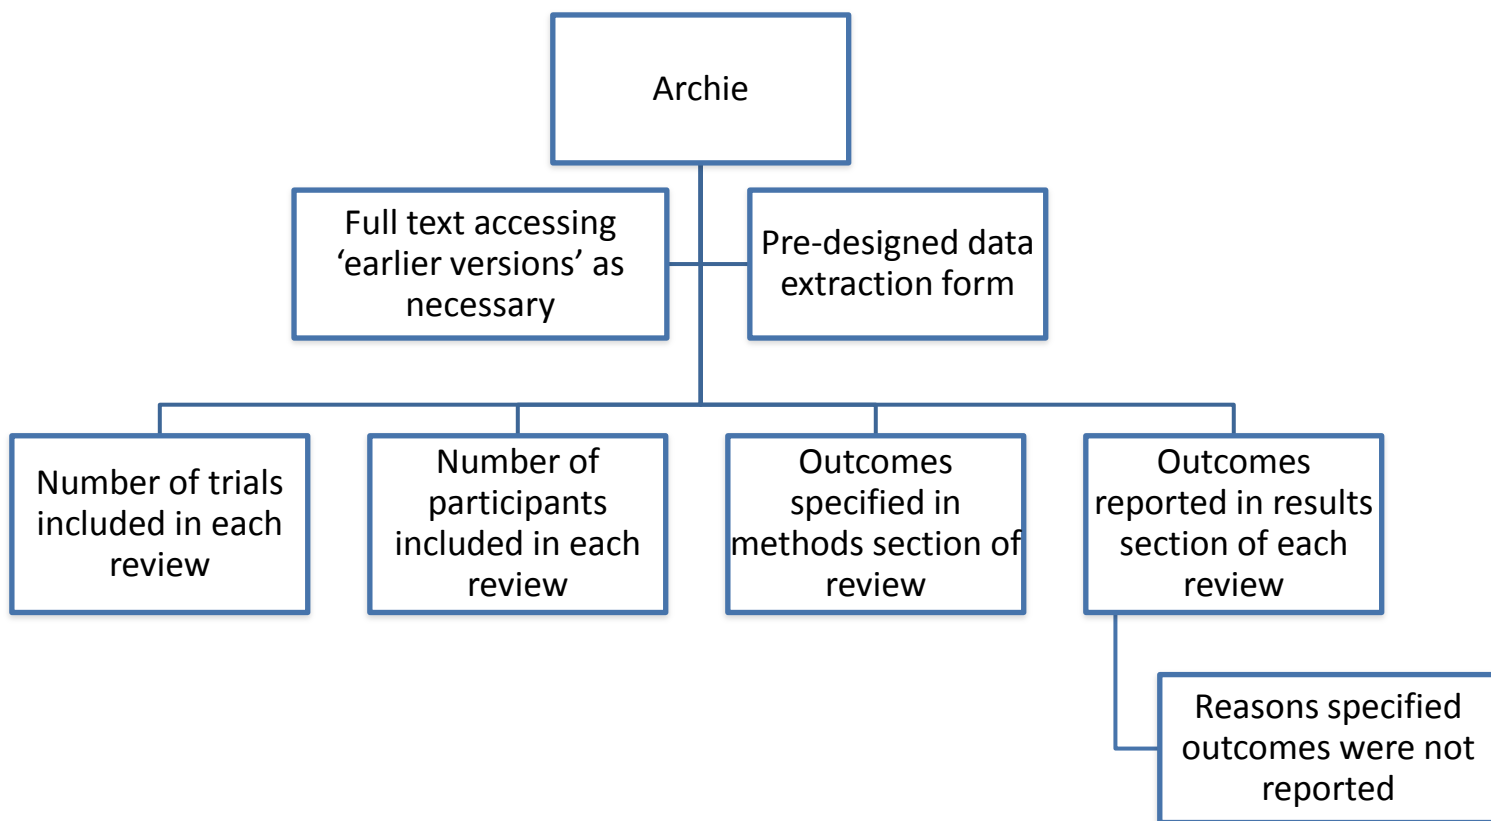 Archie
Full text accessing
‘earlier versions’ as
necessary
Pre-designed data
extraction form
Number of trials
included in each
review
Number of
participants
included in each
review
Outcomes
specified in
methods section of
review
Outcomes
reported in results
section of each
review
Reasons specified
outcomes were not
reported